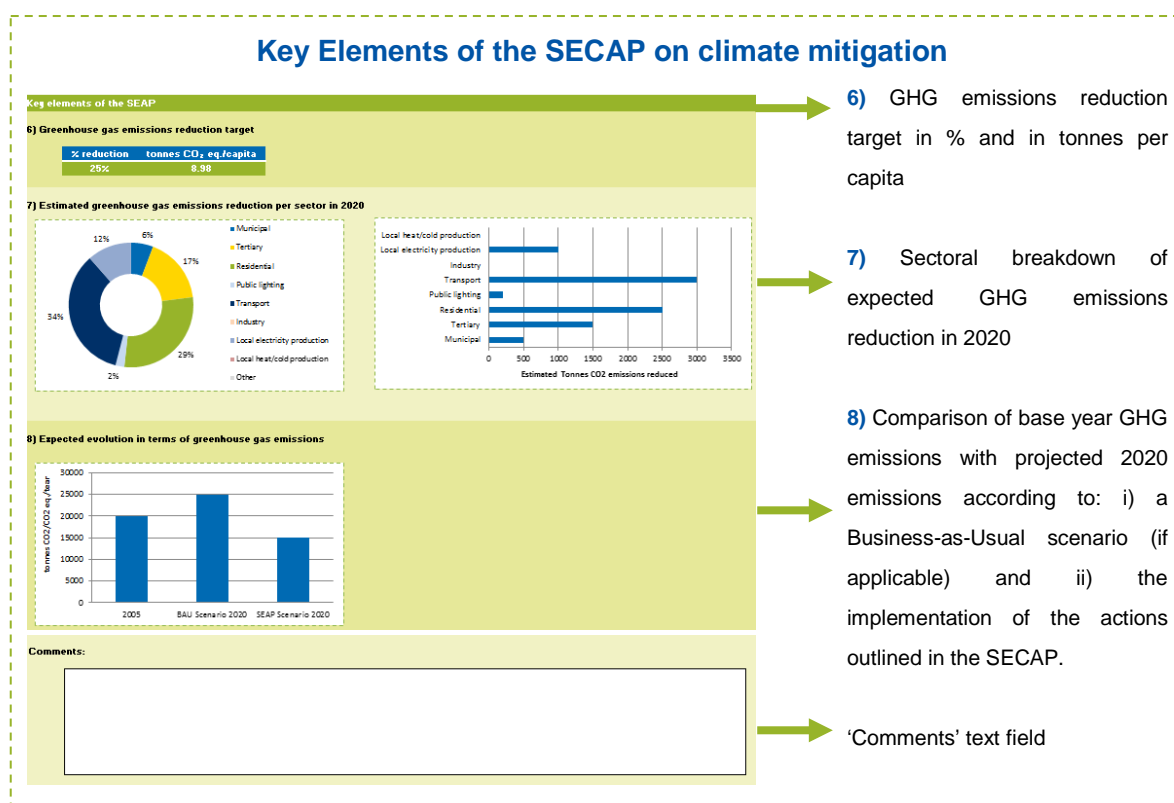 Key Elements of the SECAP on climate mitigation
Key elements of the SEAP
6) Greenhouse gas emissions reduction target
% reduction tonnes CO₂ eq./capita
25% 8.98
7) Estimated greenhouse gas emissions reduction per sector in 2020
6%
17%
29%
2%
34%
12%
Municipal
Tertiary
Residential
Public lighting
Transport
Industry
Local electricity production
Local heat/cold production
Other
Local heat/cold production
Local electricity production
Industry
Transport
Public lighting
Residential
Tertiary
Municipal
0 500 1000 1500 2000 2500 3000 3500
Estimated Tonnes CO2 emissions reduced
8) Expected evolution in terms of greenhouse gas emissions
tonnes CO2/CO2 eq./tear
30000
25000
20000
15000
10000
5000
0
2005 BAU Scenario 2020 SEAP Scenario 2020
Comments:
6) GHG emissions reduction
target in % and in tonnes per
capita
7) Sectoral breakdown of
expected GHG emissions
reduction in 2020
8) Comparison of base year GHG
emissions with projected 2020
emissions according to: i) a
Business-as-Usual scenario (if
applicable) and ii) the
implementation of the actions
outlined in the SECAP.
‘Comments’ text field